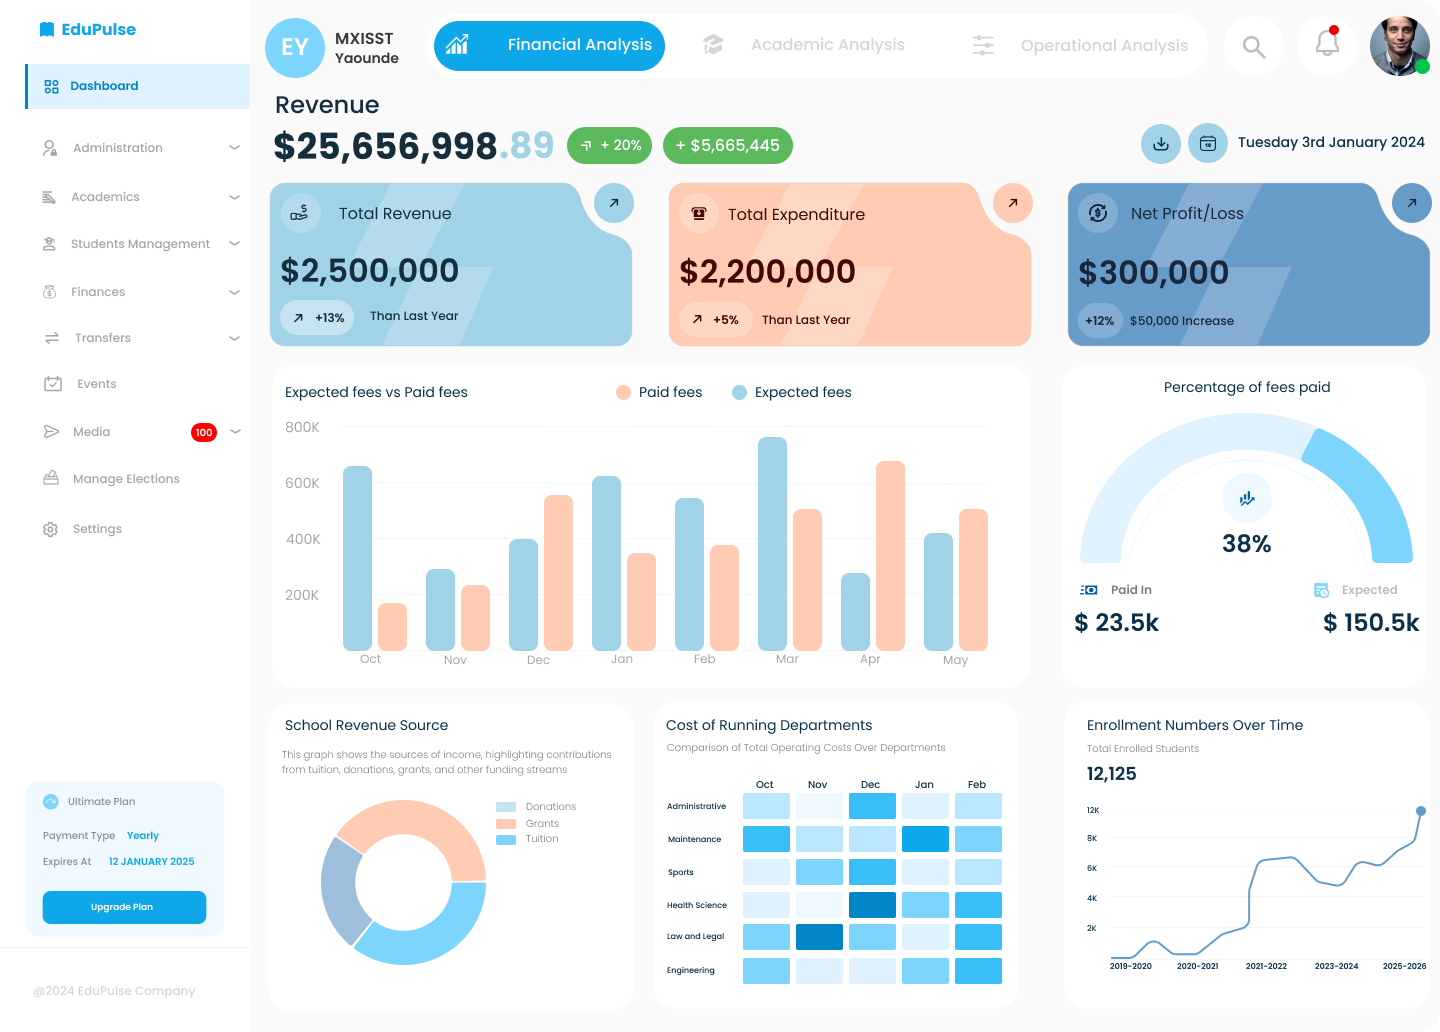 EduPulse
Dashboard
Administration
Academics
Students Management
Finances
Transfers
Events
Media
100
Manage Elections
Settings
Ultimate Plan
Payment Type Yearly
Expires At 12 JANUARY 2025
Upgrade Plan
@2024 EduPulse Company
EY
MXISST
Yaounde
Financial Analysis
Academic Analysis
Operational Analysis
Revenue
$25,656,998.89
+ 20%
+ $5,665,445
Tuesday 3rd January 2024
Total Revenue
$2,500,000
+13%
Than Last Year
Total Expenditure
$2,200,000
+5%
Than Last Year
Net Profit/Loss
$300,000
+12%
$50,000 Increase
Expected fees vs Paid fees
Paid fees
Expected fees
800K
600K
400K
200K
Oct
Nov
Dec
Jan
Feb
Mar
Apr
May
Percentage of fees paid
38%
Paid In
$ 23.5k
Expected
$ 150.5k
School Revenue Source
This graph shows the sources of income, highlighting contributions
from tuition, donations, grants, and other funding streams
Donations
Grants
Tuition
Cost of Running Departments
Comparison of Total Operating Costs Over Departments
Oct Nov Dec Jan Feb
Administrative
Maintenance
Sports
Health Science
Law and Legal
Engineering
Enrollment Numbers Over Time
Total Enrolled Students
12,125
12K
8K
6K
4K
2K
2019-2020 2020-2021 2021-2022 2023-2024 2025-2026